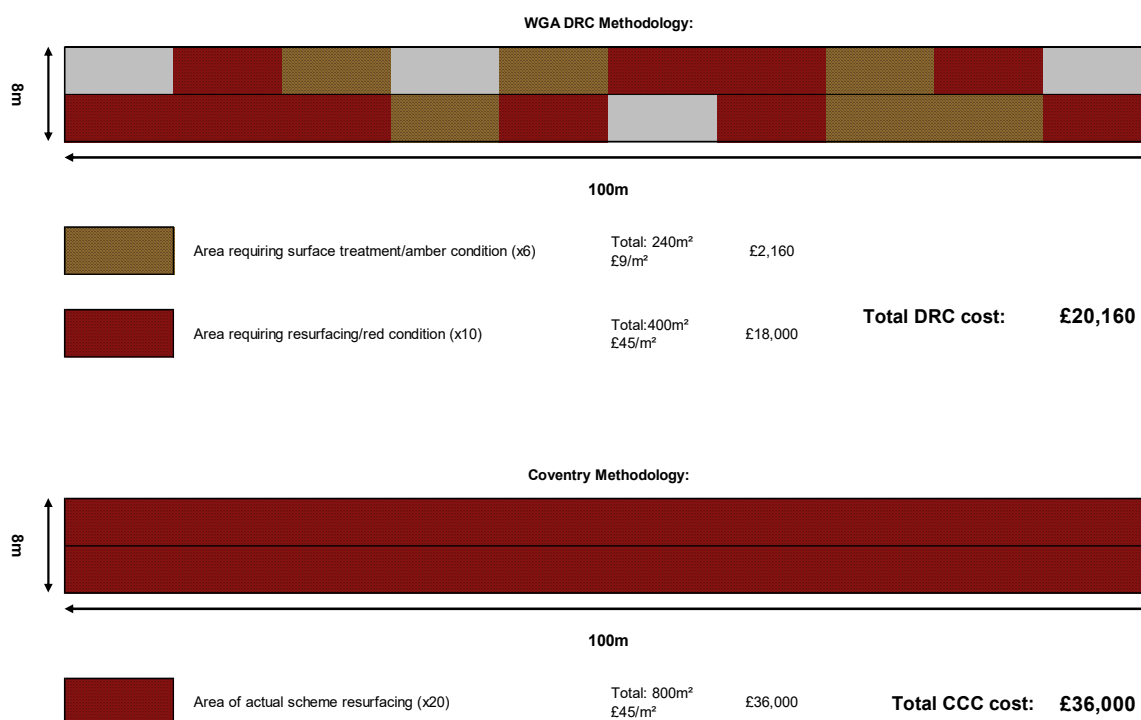 WGA DRC Methodology:
8m
100m
Area requiring surface treatment/amber condition (x6)
Total: 240m²
£9/m²
£2,160
Area requiring resurfacing/red condition (x10)
Total:400m²
£45/m²
£18,000
Total DRC cost: £20,160
Coventry Methodology:
8m
100m
Area of actual scheme resurfacing (x20)
Total: 800m²
£45/m²
£36,000
Total CCC cost: £36,000